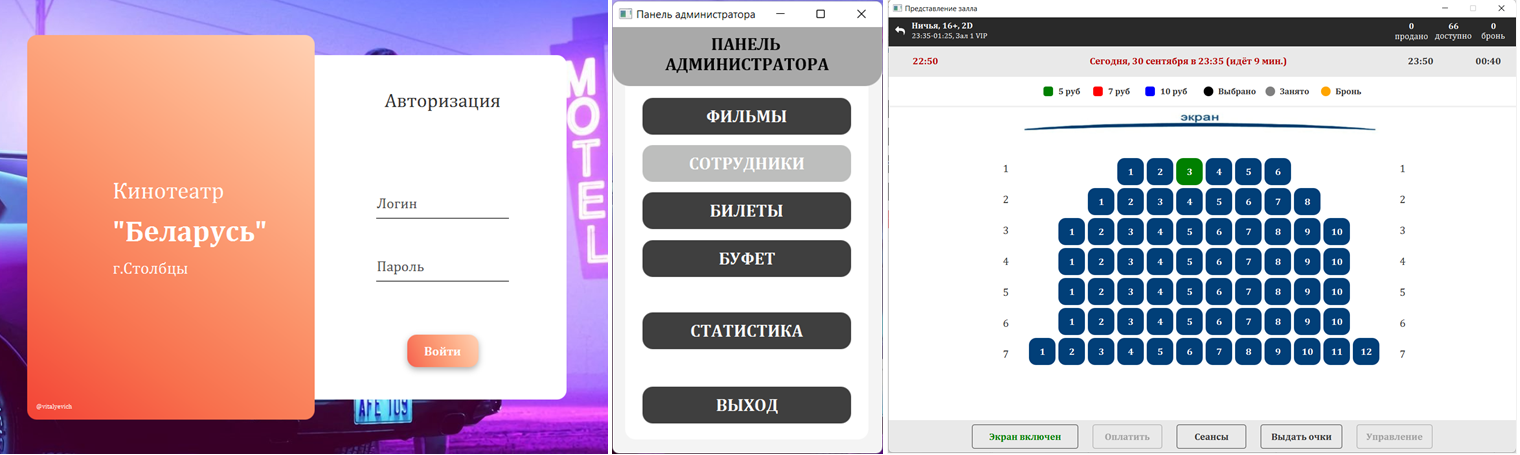 Авторизация
Кинотеатр
"Беларусь"
г.Столбцы
Логин
Пароль
Войти
@vitalyevich
MOTEL
AFE 109
Панель администратора
ПАНЕЛЬ
АДМИНИСТРАТОРА
ФИЛЬМЫ
СОТРУДНИКИ
БИЛЕТЫ
БУФЕТ
СТАТИСТИКА
ВЫХОД
Представление залла
Ничья, 16+, 2D
23:35-01:25, Зал 1 VIP
0 66 0
продано доступно бронь
22:50 Сегодня, 30 сентября в 23:35 (идёт 9 мин.) 23:50 00:40
5 руб 7 руб 10 руб Выбрано Занято Бронь
экран
1 1 2 3 4 5 6 1
2 1 2 3 4 5 6 7 8 2
3 1 2 3 4 5 6 7 8 9 10 3
4 1 2 3 4 5 6 7 8 9 10 4
5 1 2 3 4 5 6 7 8 9 10 5
6 1 2 3 4 5 6 7 8 9 10 6
7 1 2 3 4 5 6 7 8 9 10 11 12 7
Экран включен Оплатить Сеансы Выдать очки Управление